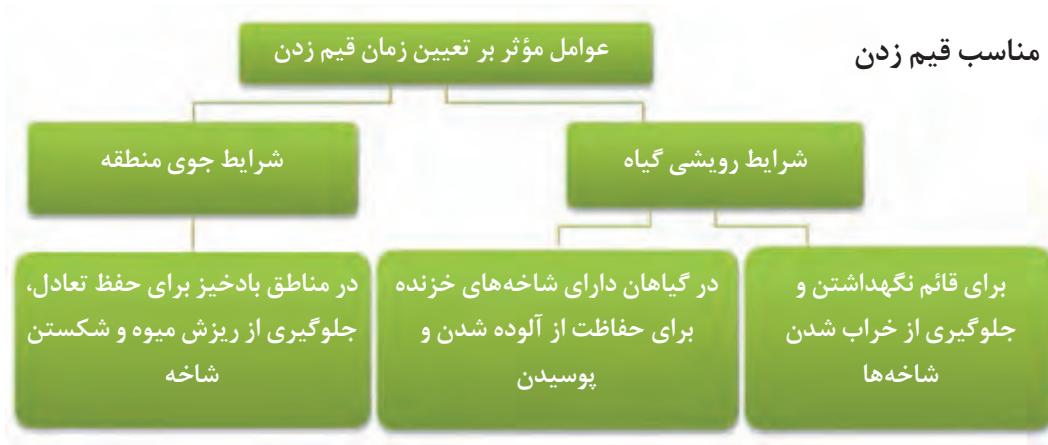 مناسب قیم زدن
عوامل مؤثر بر تعیین زمان قیم زدن
شرایط رویشی گیاه
شرایط جوی منطقه
برای قائم نگهداشتن و
جلوگیری از خراب شدن
شاخه‌ها
در گیاهان دارای شاخه‌های خزنده
برای حفاظت از آلوده شدن و
پوسیدن
در مناطق بادخیز برای حفظ تعادل،
جلوگیری از ریزش میوه و شکستن
شاخه